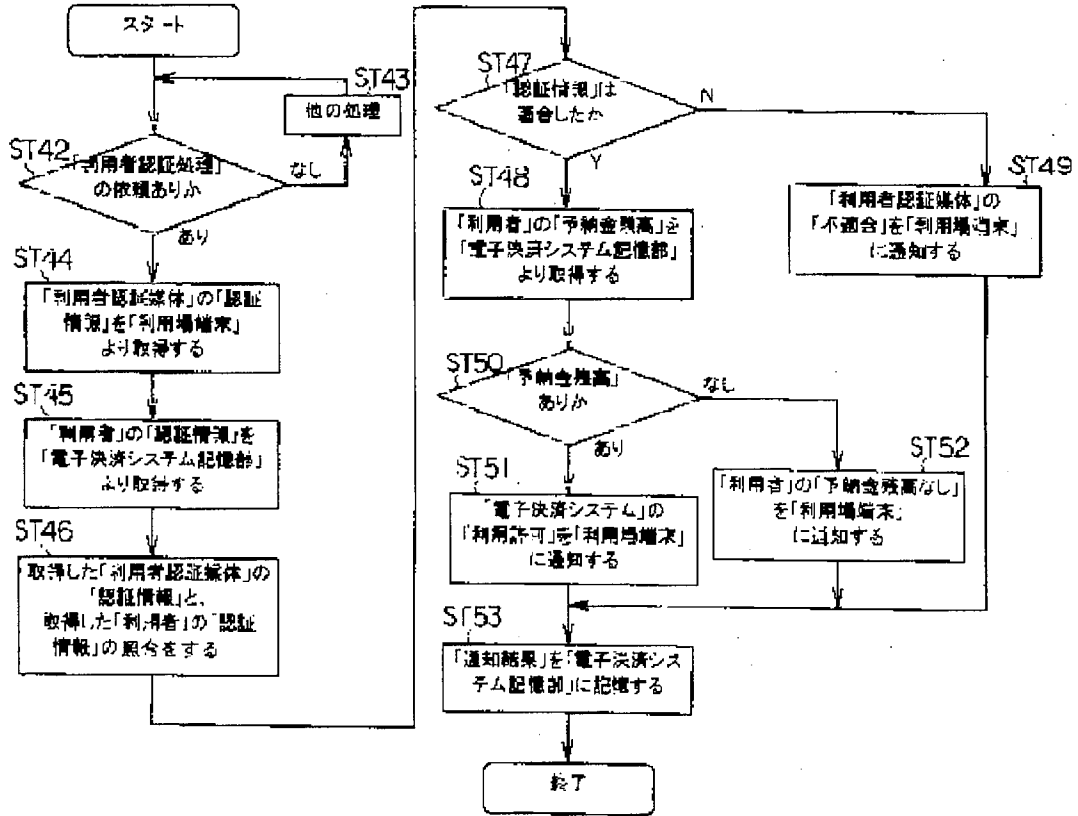 スタート
ST43
他の処理
ST42
「利用者認証処理」
の依頼ありか
なし
あり
ST44
「利用者認証媒体」の「認証
情報」を「利用場端末」
より取得する
ST45
「利用者」の「認証情報」を
「電子決済システム記憶部」
より取得する
ST46
取得した「利用者認証媒体」の
「認証情報」と、
取得した「利用者」の「認証
情報」の照合をする
ST47
「認証情報」は
適合したか
N
Y
ST48
「利用者」の「予納金残高」を
「電子決済システム記憶部」
より取得する
ST49
「利用者認証媒体」の
「不適合」を「利用場端末」
に通知する
ST50
「予納金残高」
ありか
なし
あり
ST51
「電子決済システム」の
「利用許可」を「利用場端末」
に通知する
ST52
「利用者」の「予納金残高なし」
を「利用場端末」
に通知する
ST53
「通知結果」を「電子決済シス
テム記憶部」に記憶する
終了